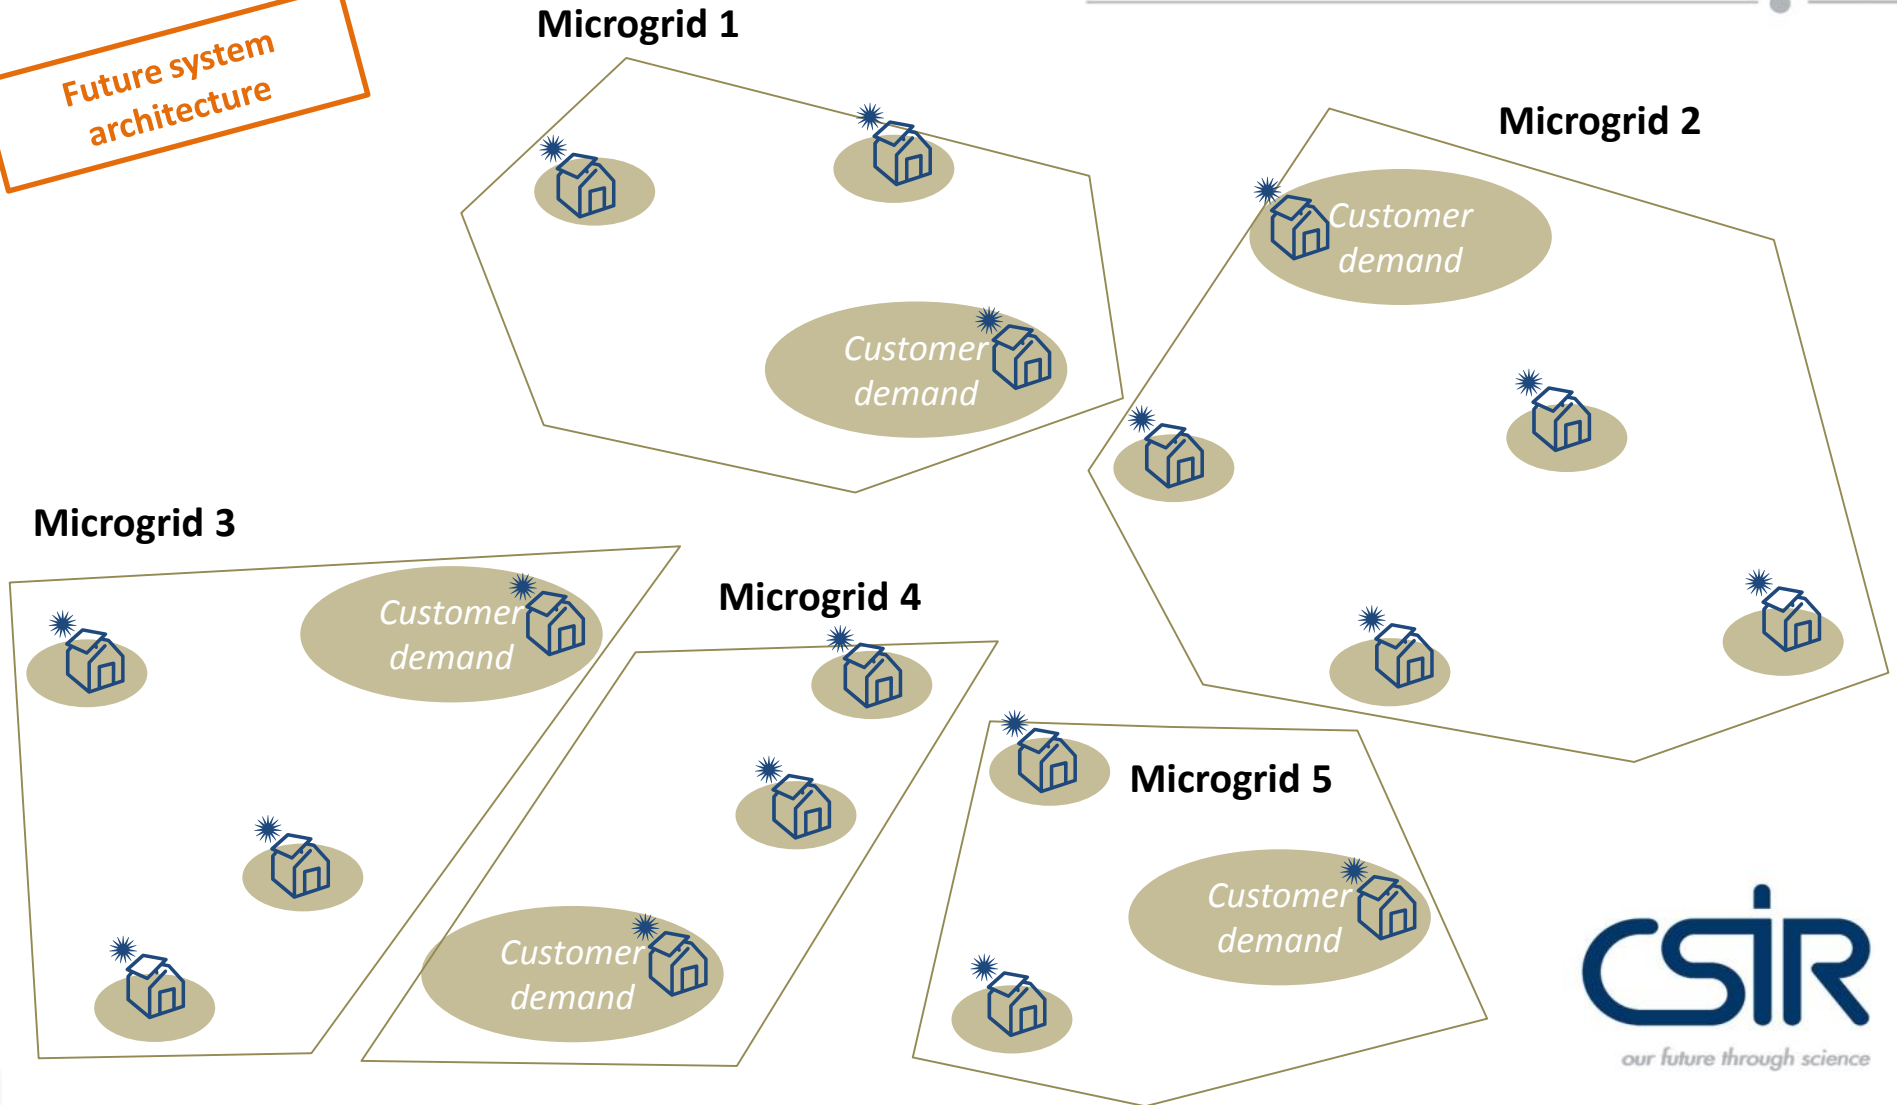 Future system
architecture
Microgrid 1
Microgrid 2
Customer
demand
Customer
demand
Microgrid 3
Microgrid 4
Customer
demand
Microgrid 5
Customer
demand
Customer
demand
CSIR
our future through science